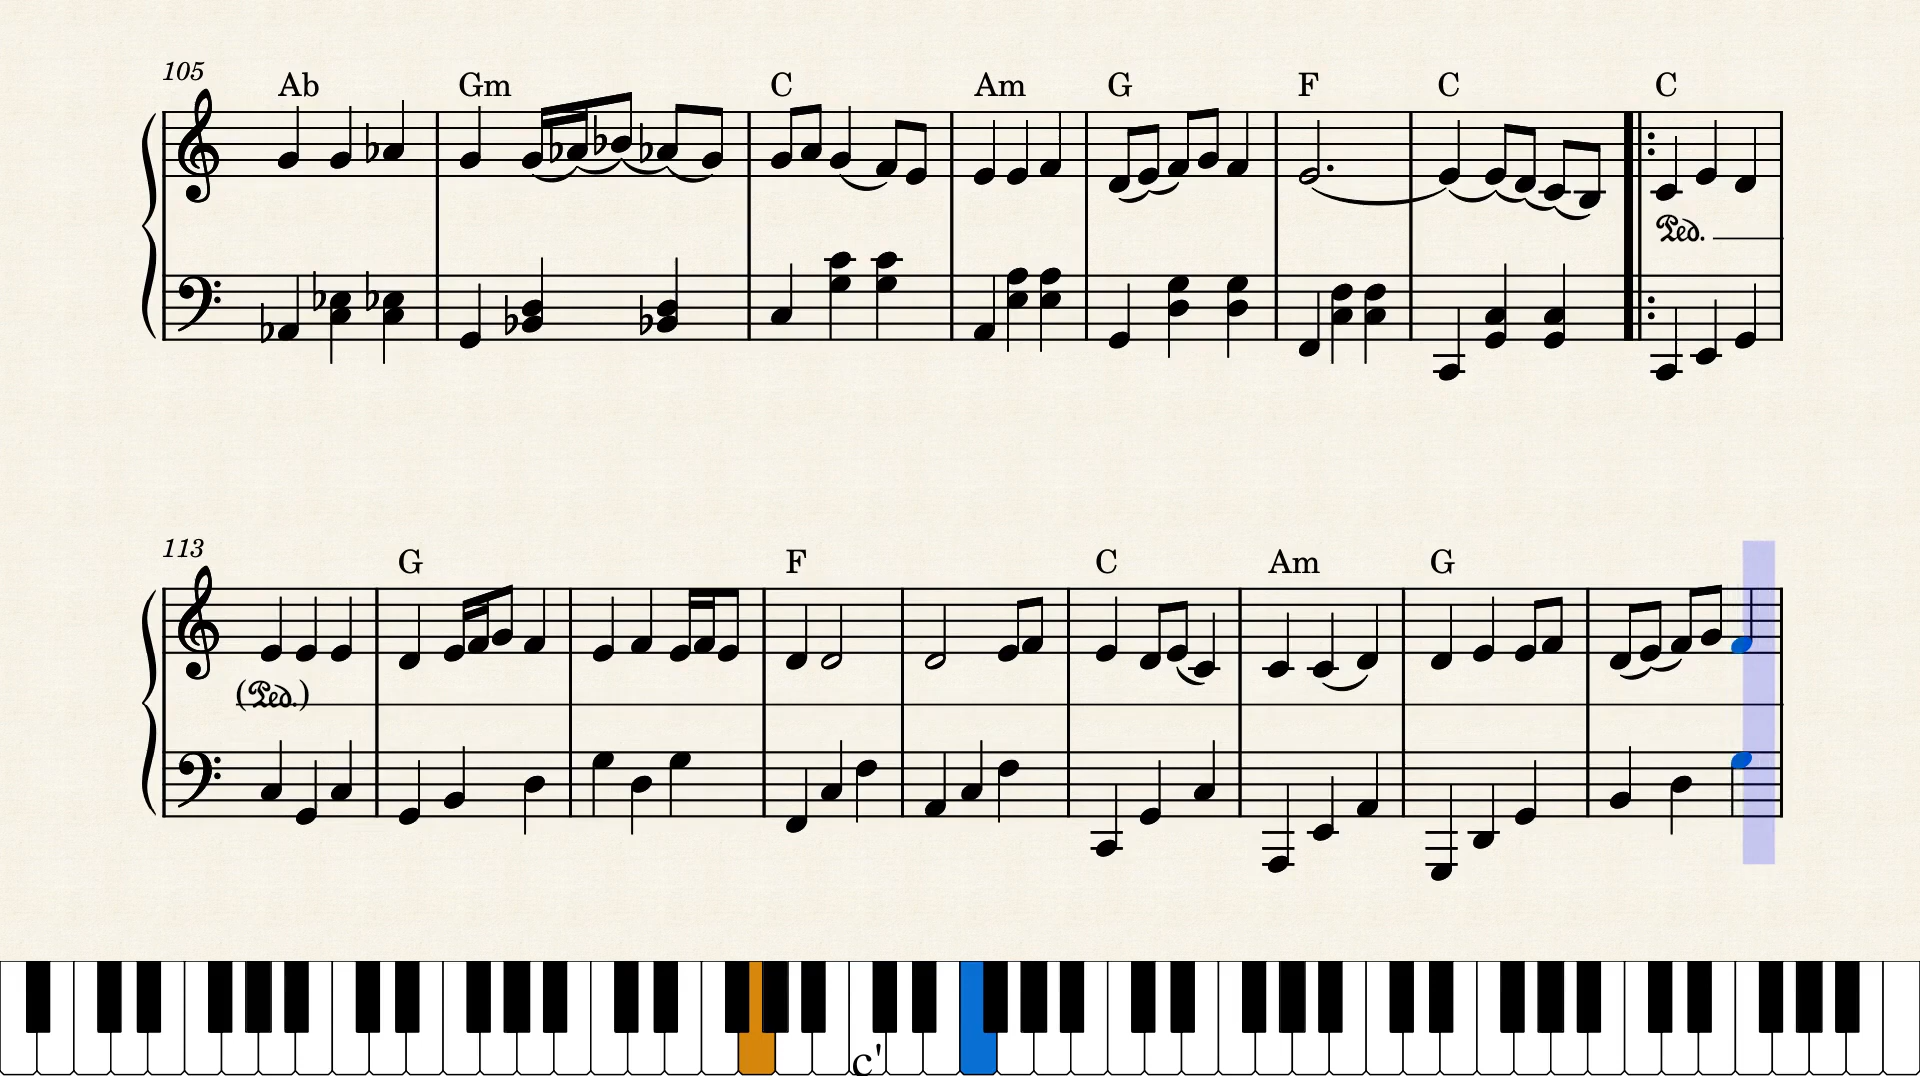 105
Ab Gm C Am G F C C
Ped.
113
G F C Am G
(Ped.)
c'